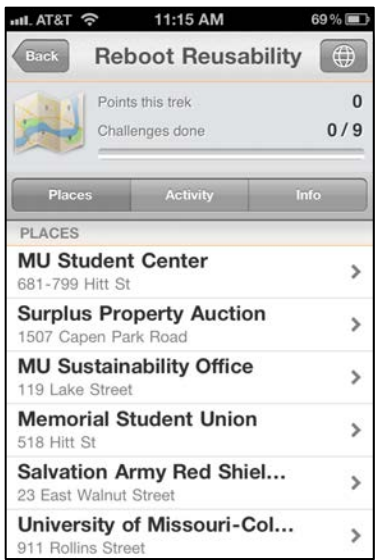 AT&T 11:15 AM 69%
Back Reboot Reusability
Points this trek 0
Challenges done 0 / 9
Places Activity Info
PLACES
MU Student Center
681-799 Hitt St
Surplus Property Auction
1507 Capen Park Road
MU Sustainability Office
119 Lake Street
Memorial Student Union
518 Hitt St
Salvation Army Red Shiel...
23 East Walnut Street
University of Missouri-Col...
911 Rollins Street